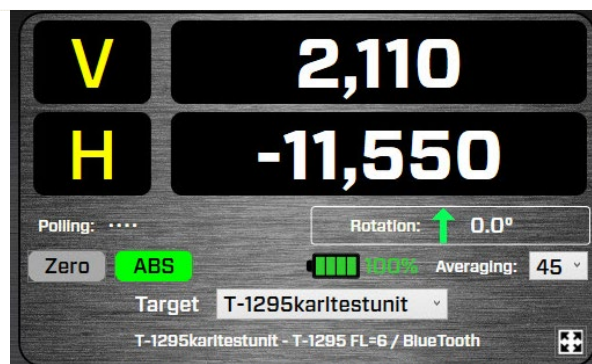 V 2,110
H -11,550
Polling: ···· Rotation: 0.0°
Zero ABS 100% Averaging: 45
Target T-1295karltestunit
T-1295karltestunit - T-1295 FL=6 / BlueTooth